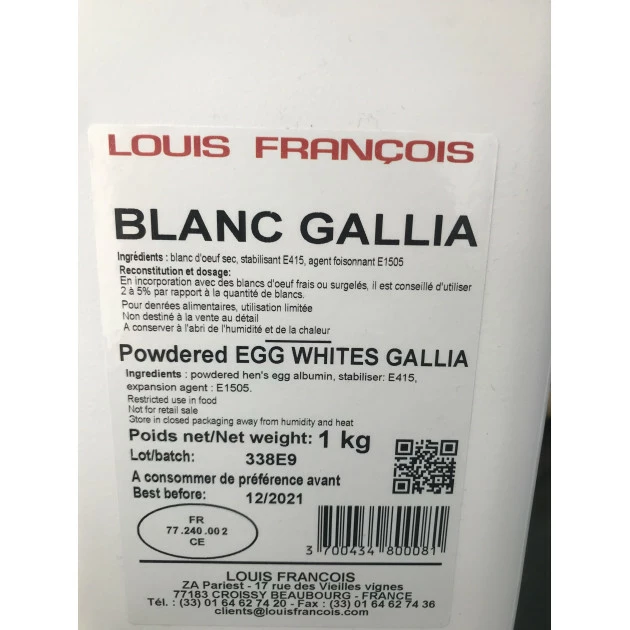 LOUIS FRANÇOIS
BLANC GALLIA
Ingrédients : blanc d'oeuf sec, stabilisant E415, agent foisonnant E1505
Reconstitution et dosage:
En incorporation avec des blancs d'oeuf frais ou surgelés, il est conseillé d'utiliser
2 à 5% par rapport à la quantité de blancs.
Pour denrées alimentaires, utilisation limitée
Non destiné à la vente au détail
A conserver à l'abri de l'humidité et de la chaleur
Powdered EGG WHITES GALLIA
Ingredients : powdered hen's egg albumin, stabiliser: E415,
expansion agent : E1505.
Restricted use in food
Not for retail sale
Store in closed packaging away from humidity and heat
Poids net/Net weight: 1 kg
Lot/batch: 338E9
A consommer de préférence avant
Best before: 12/2021
FR
77.240.002
CE
3 700434 800081
LOUIS FRANCOIS
ZA Pariest - 17 rue des Vieilles vignes
77183 CROISSY BEAUBOURG - FRANCE
Tél. : (33) 01 64 62 74 20 - Fax : (33) 01 64 62 74 36
clients@louisfrancois.com